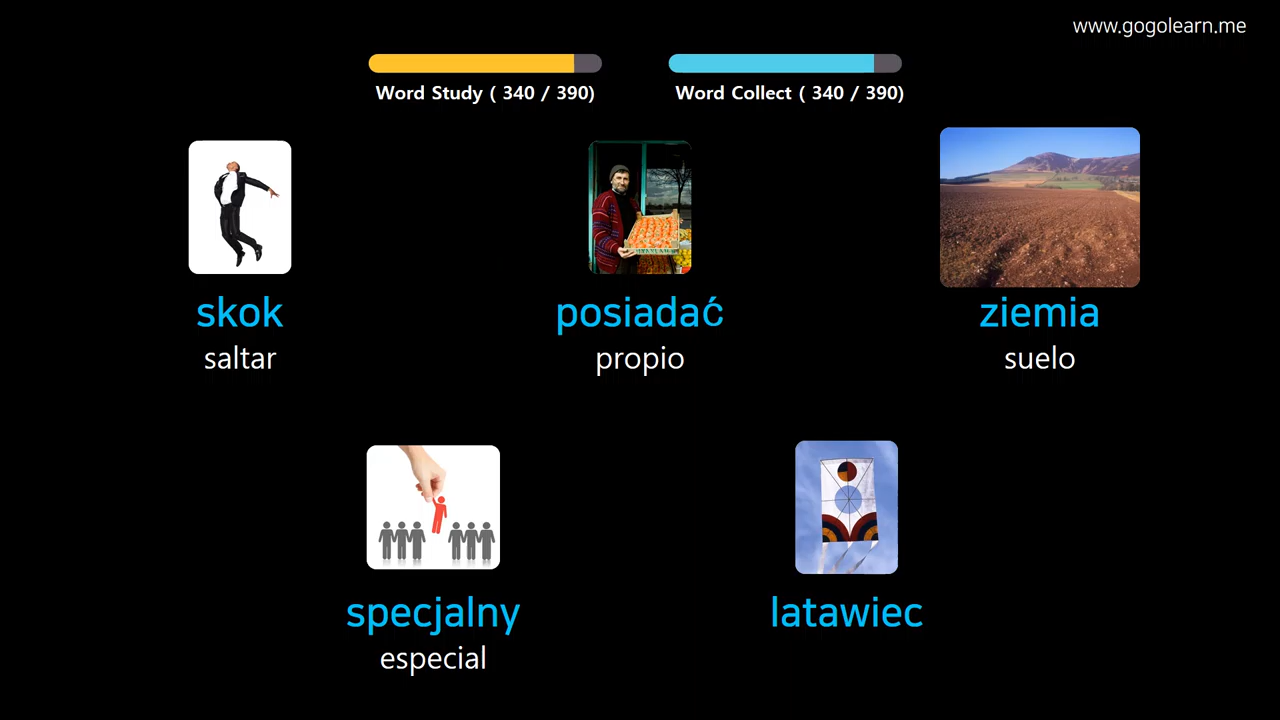 www.gogolearn.me
Word Study ( 340 / 390)
Word Collect ( 340 / 390)
skok
saltar
posiadać
propio
ziemia
suelo
specjalny
especial
latawiec